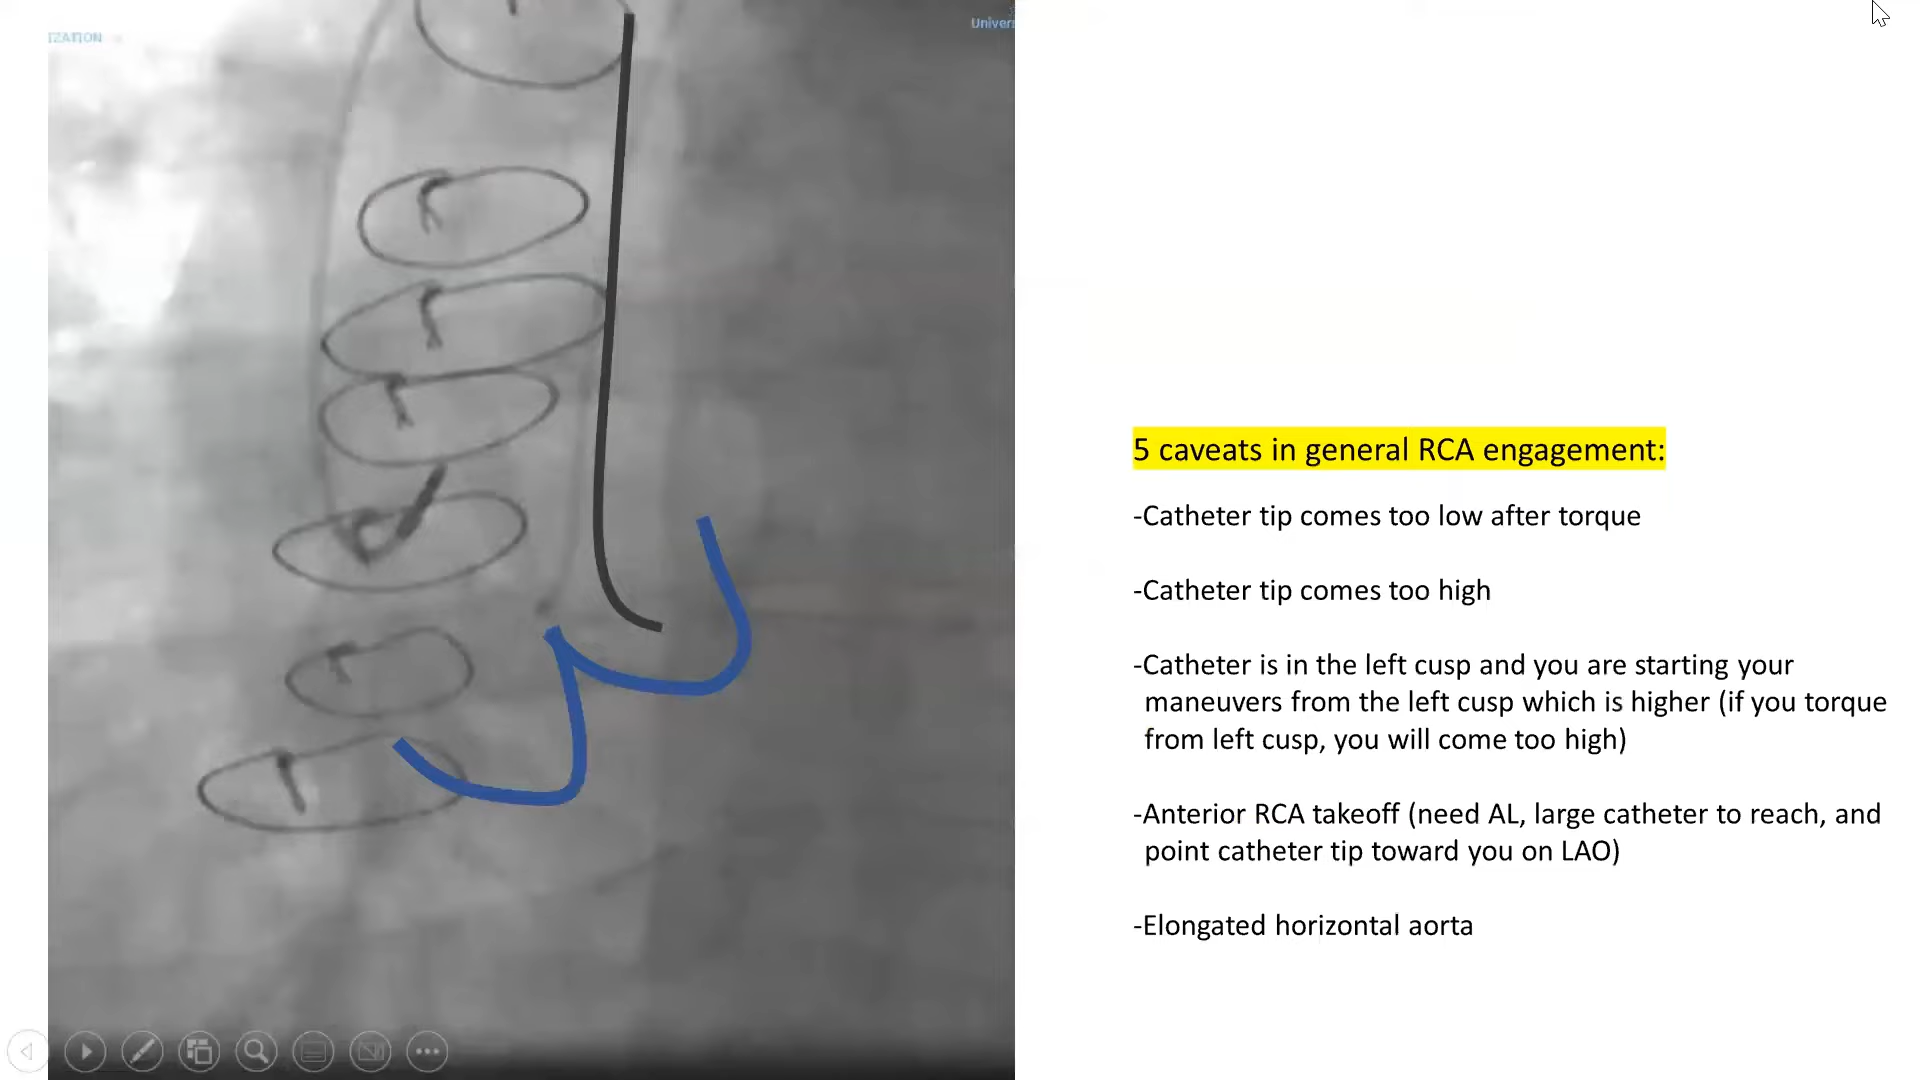 IZATION
Univers
5 caveats in general RCA engagement:
-Catheter tip comes too low after torque
-Catheter tip comes too high
-Catheter is in the left cusp and you are starting your
maneuvers from the left cusp which is higher (if you torque
from left cusp, you will come too high)
-Anterior RCA takeoff (need AL, large catheter to reach, and
point catheter tip toward you on LAO)
-Elongated horizontal aorta